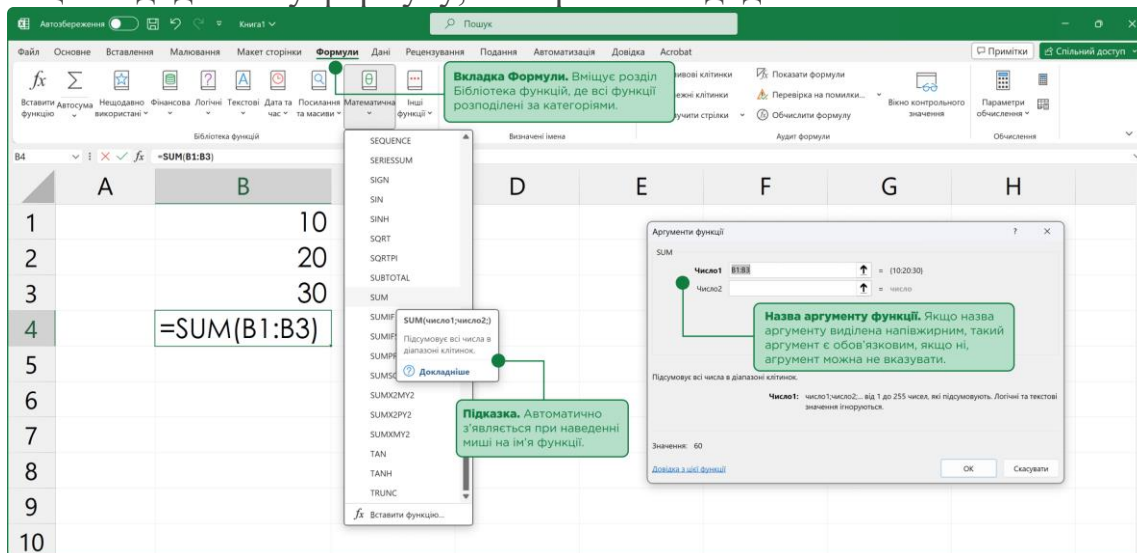 Автозбереження
Книга1
Пошук
Файл Основне Вставлення Малювання Макет сторінки Формули Дані Рецензування Подання Автоматизація Довідка Acrobat
Примітки
Спільний доступ
Вставити функцію
Автосума
Нещодавно використані
Фінансова
Логічні
Текстові
Дата та час
Посилання та масиви
Математична
Інші функції
Бібліотека функцій
Визначені імена
Показати форм
Перевірка на помилки...
Обчислити формулу
Аудит формули
Вікно контрольного значення
Параметри обчислення
Обчислення
Вкладка Формули. Вміщує розділ
Бібліотека функцій, де всі функції
розподілені за категоріями.
B4
fx
=SUM(B1:B3)
A B D E F G H
1 10
2 20
3 30
4 =SUM(B1:B3)
5
6
7
8
9
10
SEQUENCE
SERIESSUM
SIGN
SIN
SINH
SQRT
SQRTPI
SUBTOTAL
SUM
SUMIF
SUMIF
SUMPR
SUMSQ
SUMX2MY2
SUMX2PY2
SUMXMY2
TAN
TANH
TRUNC
fx Вставити функцію...
SUM(число1;число2;)
Підсумовує всі числа в
діапазоні клітинок.
Докладніше
Підказка. Автоматично
з'являється при наведенні
миші на ім'я функції.
Аргументи функції ? ×
SUM
Число1 B1:B3 = {10:20:30}
Число2 = число
Назва аргументу функції. Якщо назва
аргументу виділена напівжирним, такий
аргумент є обов'язковим, якщо ні,
агрумент можна не вказувати.
Підсумовує всі числа в діапазоні клітинок.
Число1: число1;число2;... від 1 до 255 чисел, які підсумовують. Логічні та текстові
значення ігноруються.
Значення: 60
Довідка з цієї функції
OK
Скасувати